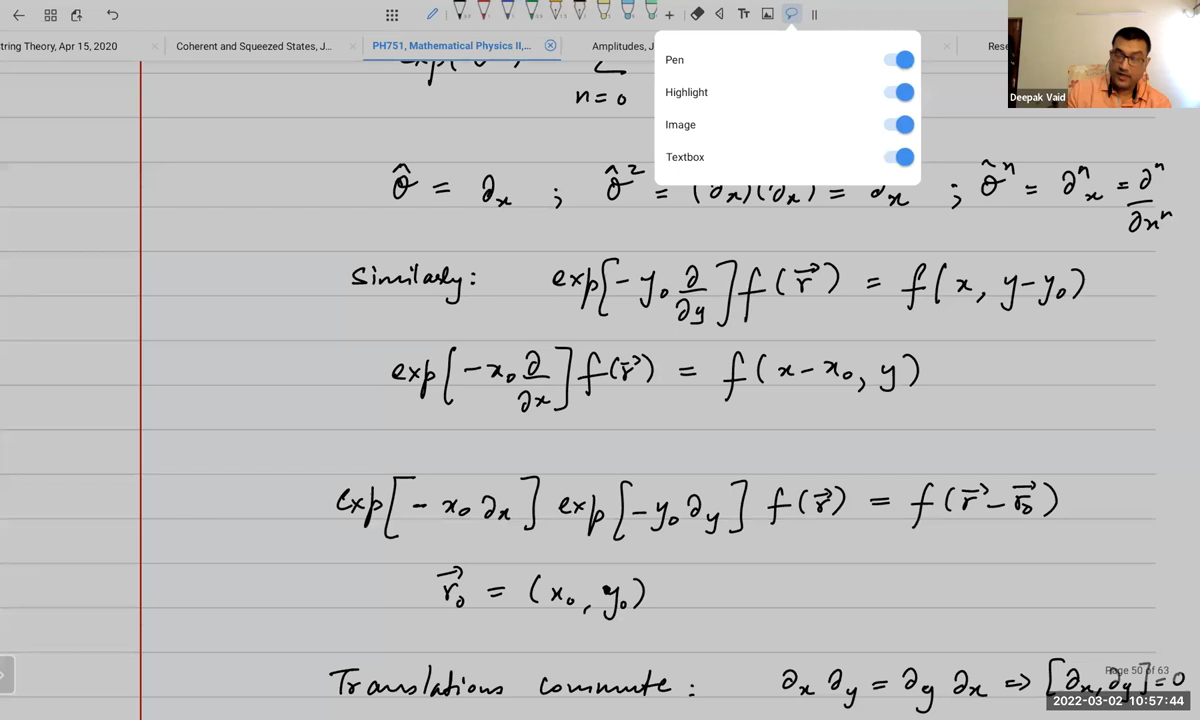 tring Theory, Apr 15, 2020 Coherent and Squeezed States, J... PH751, Mathematical Physics II,... Amplitudes, J Rese
Deepak Vaid
Pen
Highlight
Image
Textbox
n = 0
Ô = ∂x ; Ô² = (∂x)(∂x) = ∂x ; Ôⁿ = ∂ⁿx = ∂ⁿ/∂xⁿ
Similarly: exp[-y₀ ∂/∂y] f(r⃗) = f(x, y-y₀)
exp[-x₀ ∂/∂x] f(r⃗) = f(x-x₀, y)
exp[-x₀ ∂x] exp[-y₀ ∂y] f(r⃗) = f(r⃗ - r⃗₀)
r⃗₀ = (x₀, y₀)
Translations commute: ∂x ∂y = ∂y ∂x ⇒ [∂x, ∂y] = 0
Page 50 of 63
2022-03-02 10:57:44